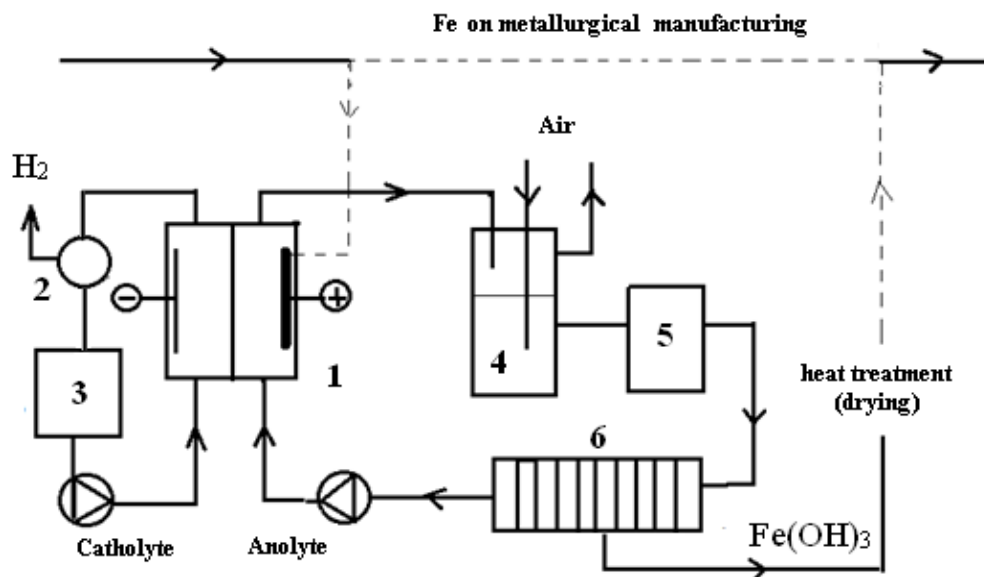 Fe on metallurgical manufacturing
Air
H2
2
−
+
1
3
4
5
heat treatment
(drying)
6
Catholyte
Anolyte
Fe(OH)3